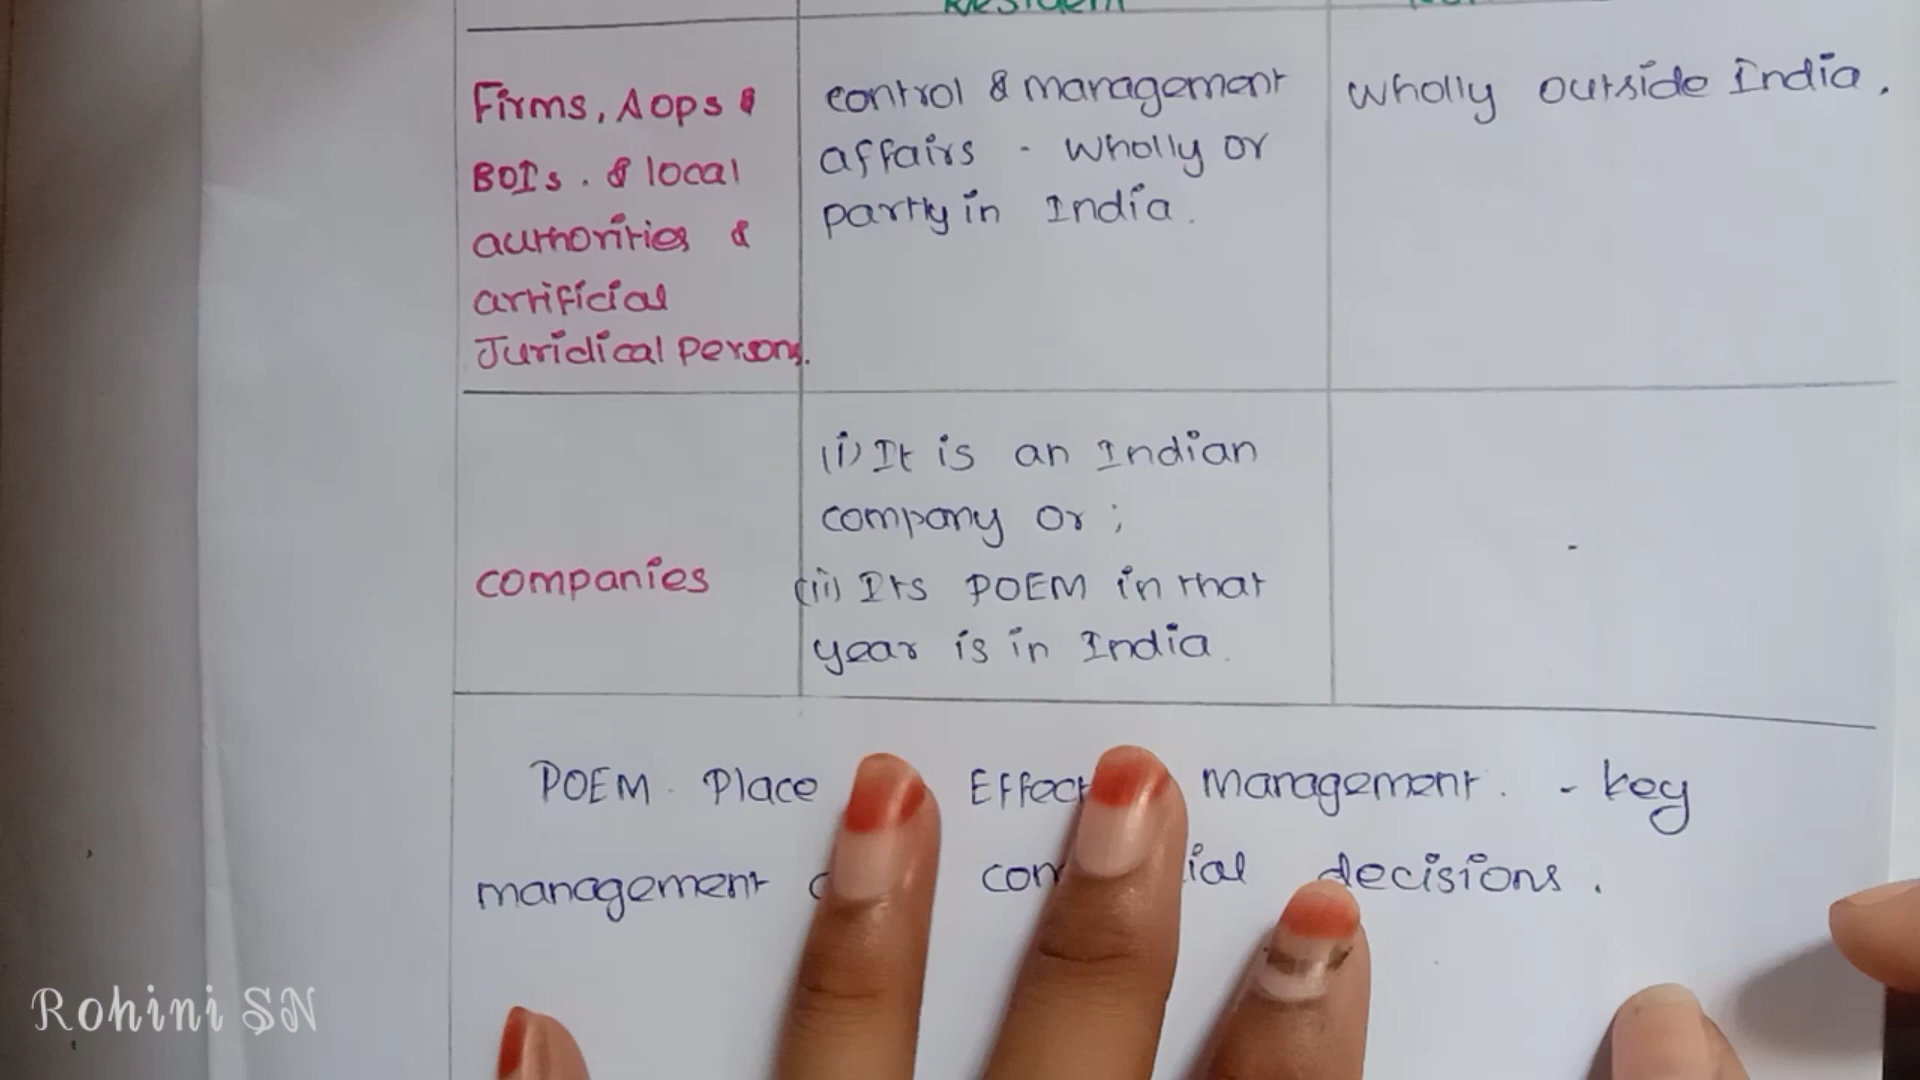 Resident
Firms, AOPs &
BOIs. & local
authorities &
artificial
Juridical Persons.
control & management
affairs - wholly or
partly in India.
wholly outside India.
companies
(i) It is an Indian
company or ;
(ii) Its POEM in that
year is in India.
POEM. Place Effect management. - key
management decisions.
Rohini SN